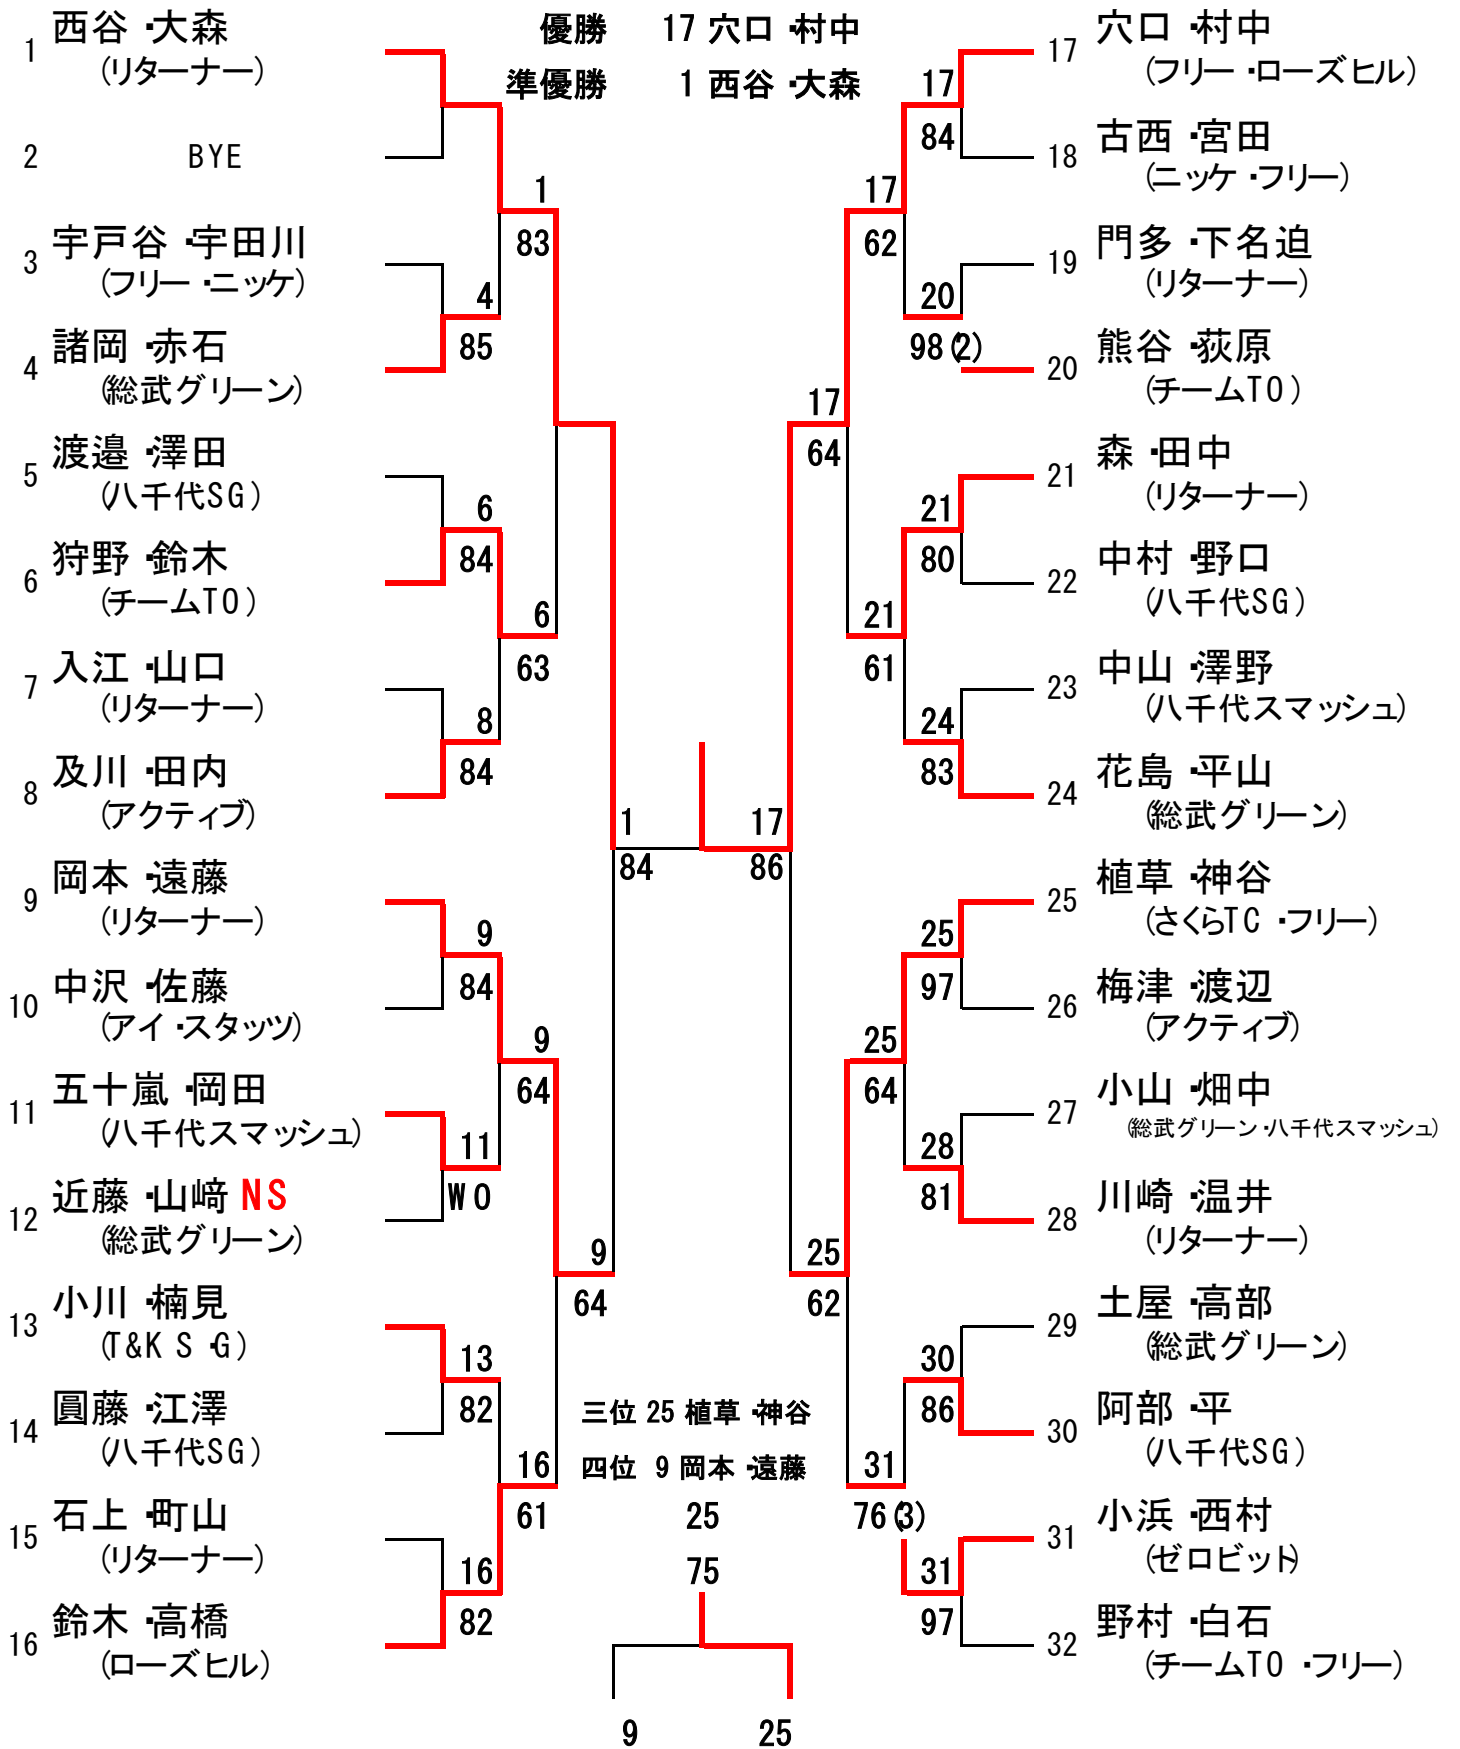 優勝 17 穴口・村中
準優勝 1 西谷・大森
1 西谷・大森
(リターナー)
2 BYE
3 宇戸谷・宇田川
(フリー・ニッケ)
4 諸岡・赤石
(総武グリーン)
5 渡邉・澤田
(八千代SG)
6 狩野・鈴木
(チームTO)
7 入江・山口
(リターナー)
8 及川・田内
(アクティブ)
9 岡本・遠藤
(リターナー)
10 中沢・佐藤
(アイ・スタッツ)
11 五十嵐・岡田
(八千代スマッシュ)
12 近藤・山﨑 NS
(総武グリーン)
13 小川・楠見
(T&K S・G)
14 圓藤・江澤
(八千代SG)
15 石上・町山
(リターナー)
16 鈴木・高橋
(ローズヒル)
4
85
6
84
8
84
9
84
11
WO
13
82
16
82
1
83
6
63
9
64
16
61
9
64
1
84
17
86
17
64
25
62
17
62
21
61
25
64
31
76(3)
17
84
20
98(2)
21
80
24
83
25
97
28
81
30
86
31
97
17 穴口・村中
(フリー・ローズヒル)
18 古西・宮田
(ニッケ・フリー)
19 門多・下名迫
(リターナー)
20 熊谷・荻原
(チームTO)
21 森・田中
(リターナー)
22 中村・野口
(八千代SG)
23 中山・澤野
(八千代スマッシュ)
24 花島・平山
(総武グリーン)
25 植草・神谷
(さくらTC・フリー)
26 梅津・渡辺
(アクティブ)
27 小山・畑中
(総武グリーン・八千代スマッシュ)
28 川崎・温井
(リターナー)
29 土屋・高部
(総武グリーン)
30 阿部・平
(八千代SG)
31 小浜・西村
(ゼロビット)
32 野村・白石
(チームTO・フリー)
三位 25 植草・神谷
四位 9 岡本・遠藤
25
75
9 25